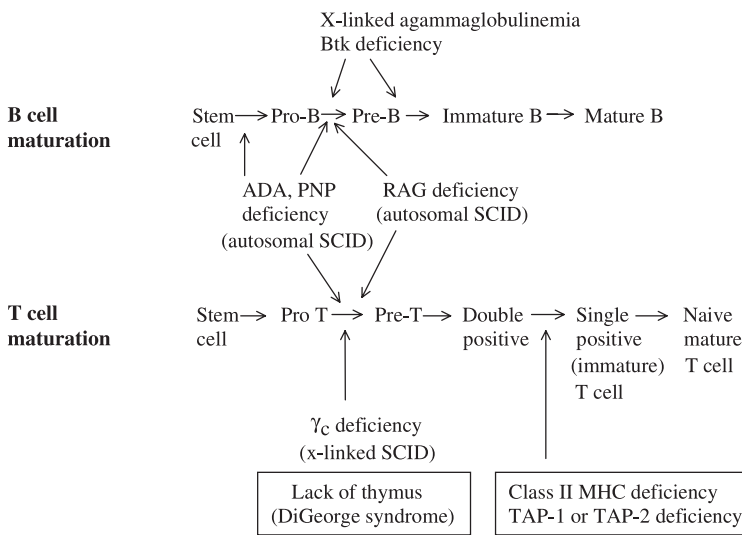 X-linked agammaglobulinemia
Btk deficiency
B cell
maturation
Stem
cell
Pro-B
Pre-B
Immature B
Mature B
ADA, PNP
deficiency
(autosomal SCID)
RAG deficiency
(autosomal SCID)
T cell
maturation
Stem
cell
Pro T
Pre-T
Double
positive
Single
positive
(immature)
T cell
Naive
mature
T cell
γc deficiency
(x-linked SCID)
Lack of thymus
(DiGeorge syndrome)
Class II MHC deficiency
TAP-1 or TAP-2 deficiency